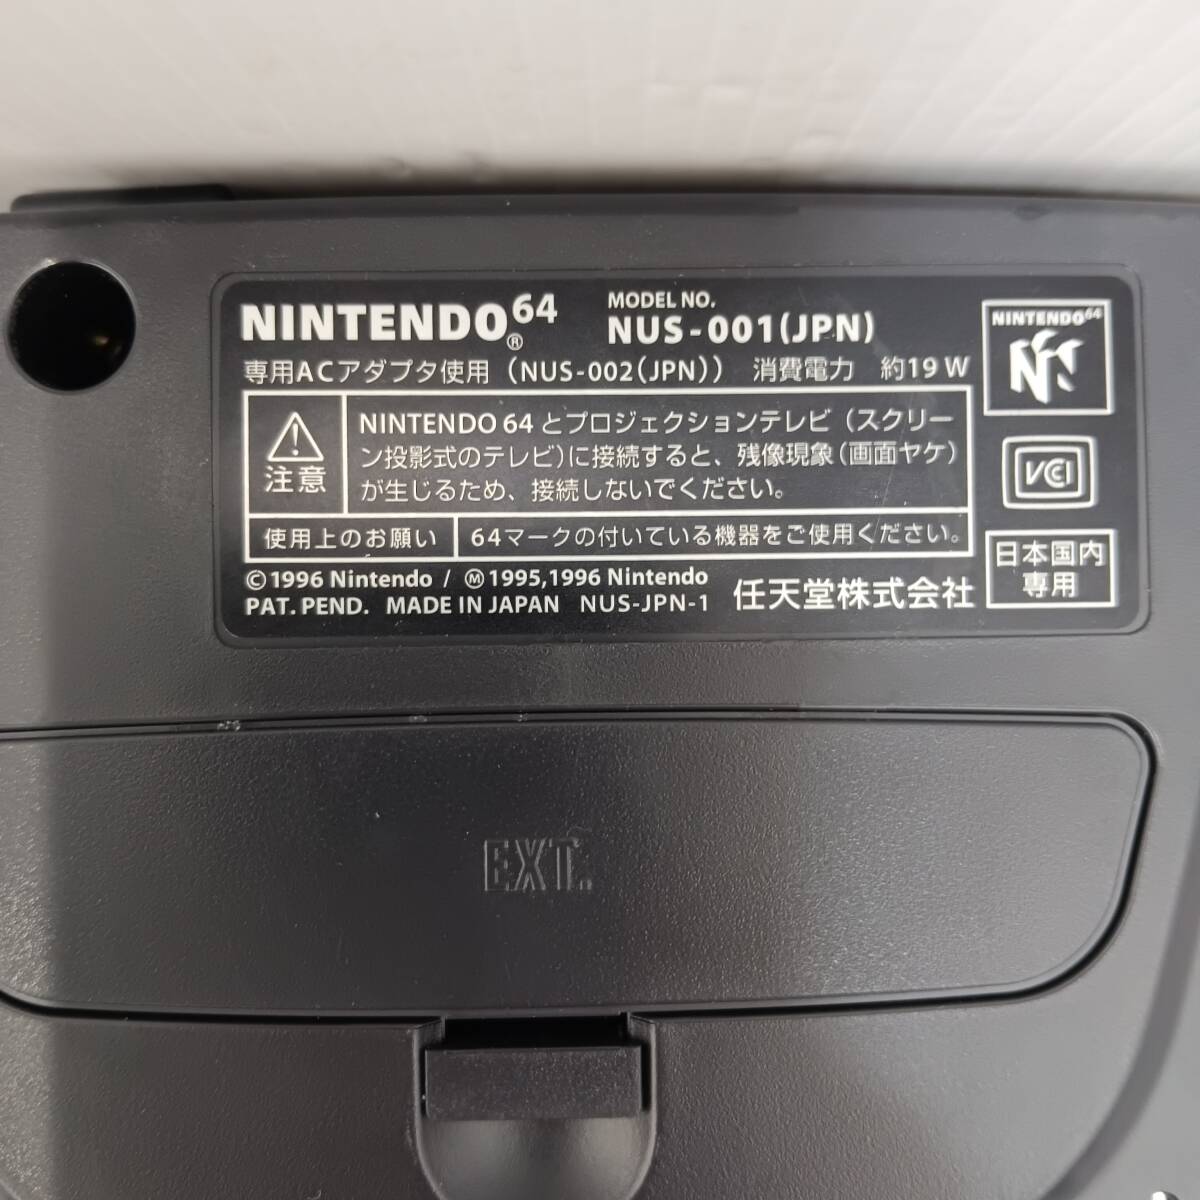 NINTENDO64®
MODEL NO.
NUS-001(JPN)
専用ACアダプタ使用 (NUS-002(JPN)) 消費電力 約19W
注意
NINTENDO 64 とプロジェクションテレビ (スクリー
ン投影式のテレビ)に接続すると、残像現象(画面ヤケ)
が生じるため、接続しないでください。
使用上のお願い
64マークの付いている機器をご使用ください。
© 1996 Nintendo / Ⓜ 1995,1996 Nintendo
PAT. PEND. MADE IN JAPAN NUS-JPN-1
任天堂株式会社
NINTENDO64
VCI
日本国内
専用
EXT.